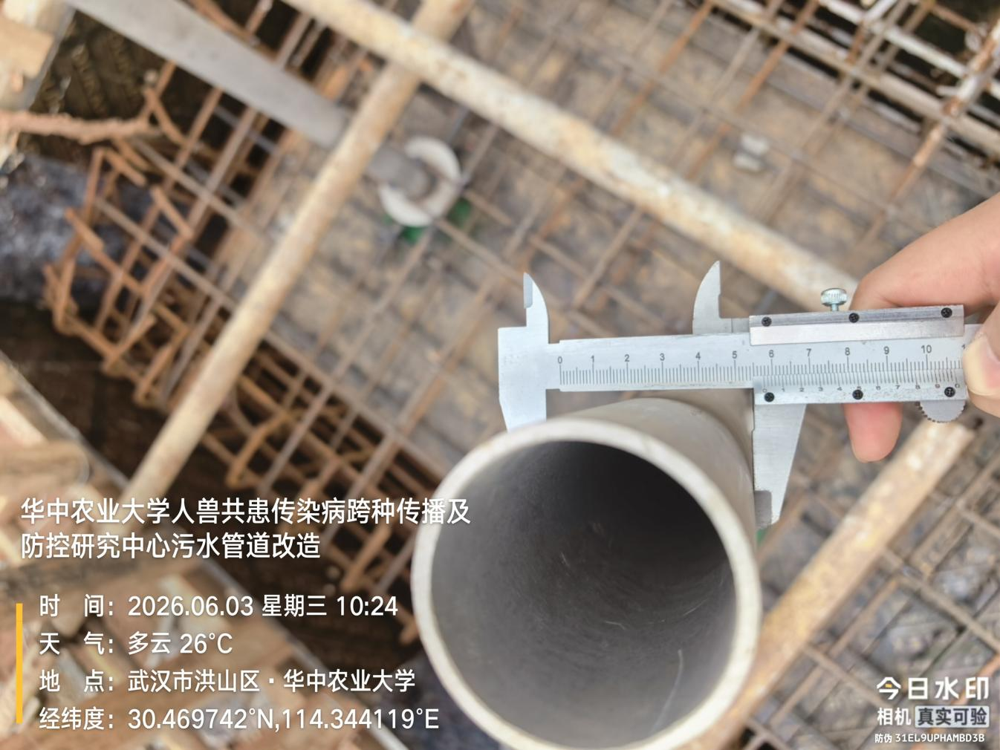 0 1 2 3 4 5 6 7 8 9 10
华中农业大学人兽共患传染病跨种传播及
防控研究中心污水管道改造
时 间：2026.06.03 星期三 10:24
天 气：多云 26°C
地 点：武汉市洪山区·华中农业大学
经纬度：30.469742°N,114.344119°E
今日水印
相机 真实可验
防伪 31EL9UPHAMBD3B